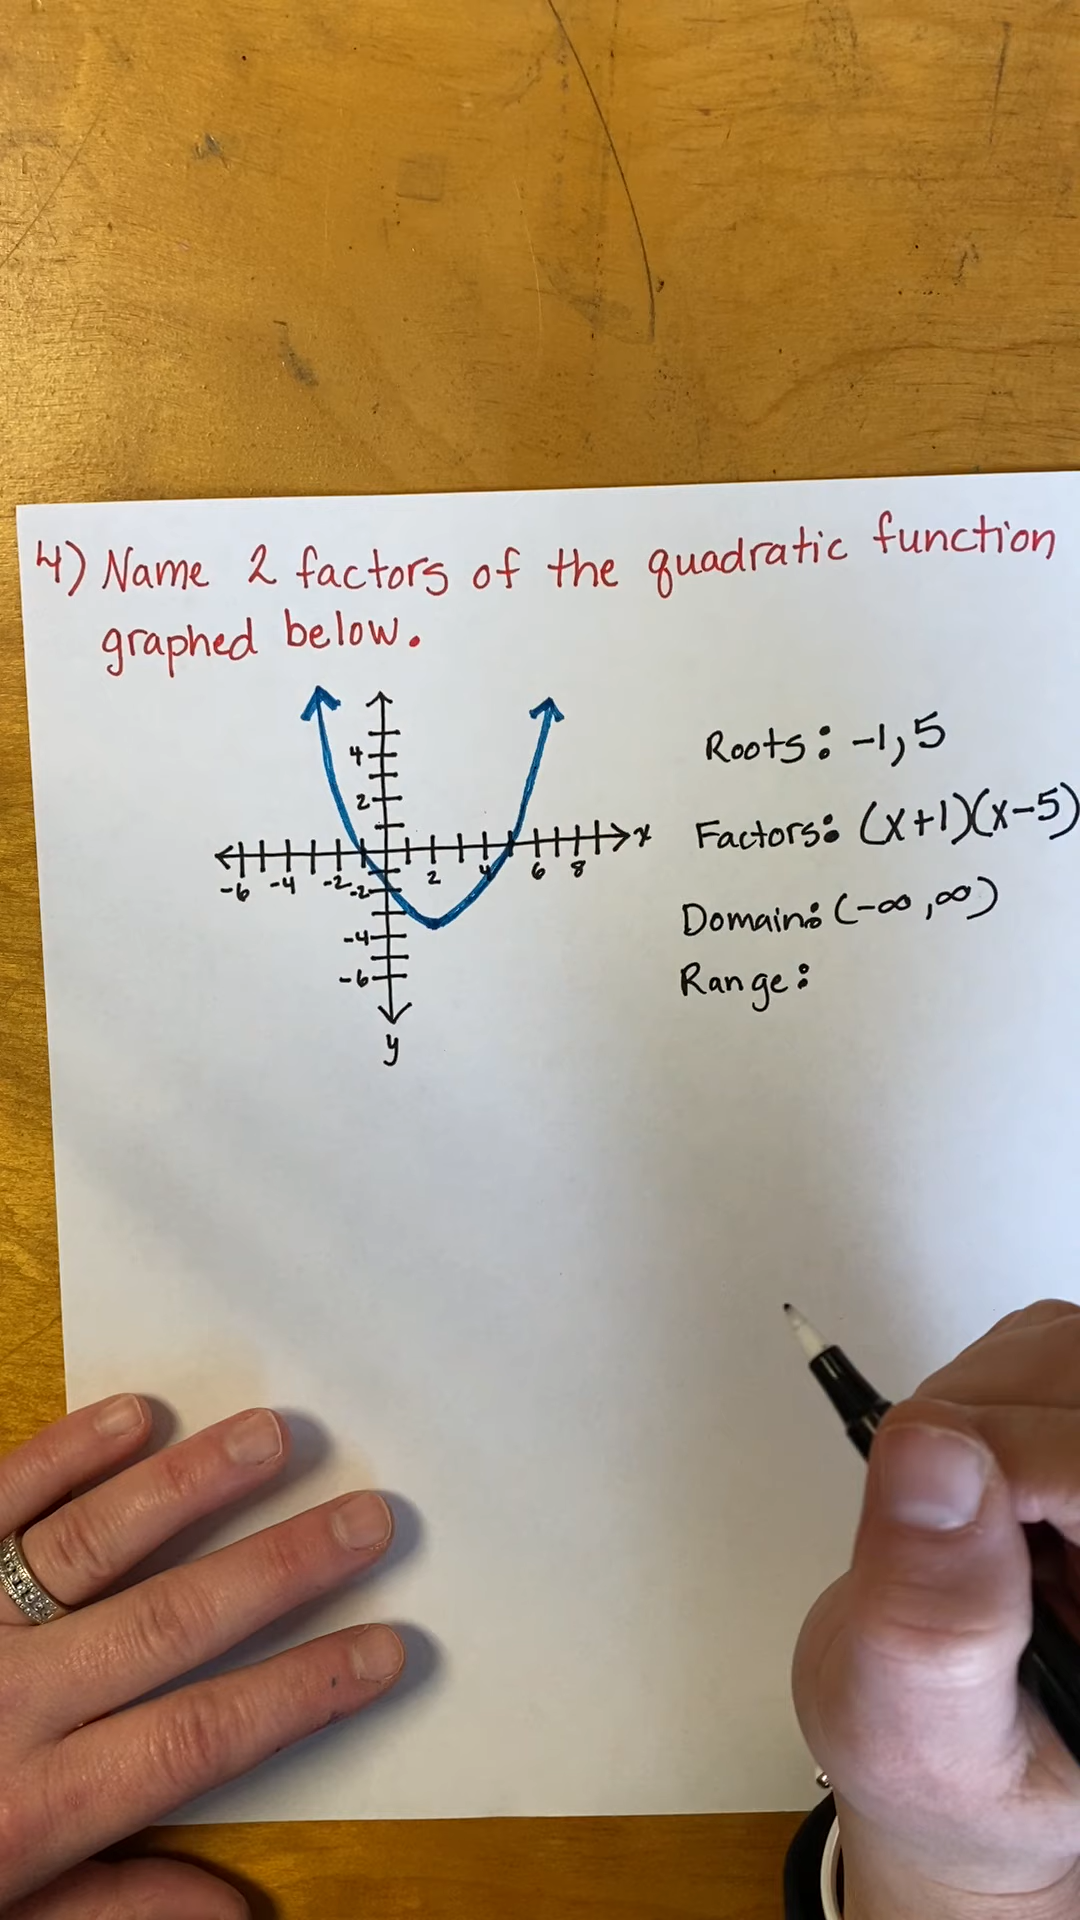 4) Name 2 factors of the quadratic function
graphed below.
4
2
x
-6 -4 -2 2 4 6 8
-2
-4
-6
y
Roots: -1, 5
Factors: (x+1)(x-5)
Domain: (-∞, ∞)
Range: